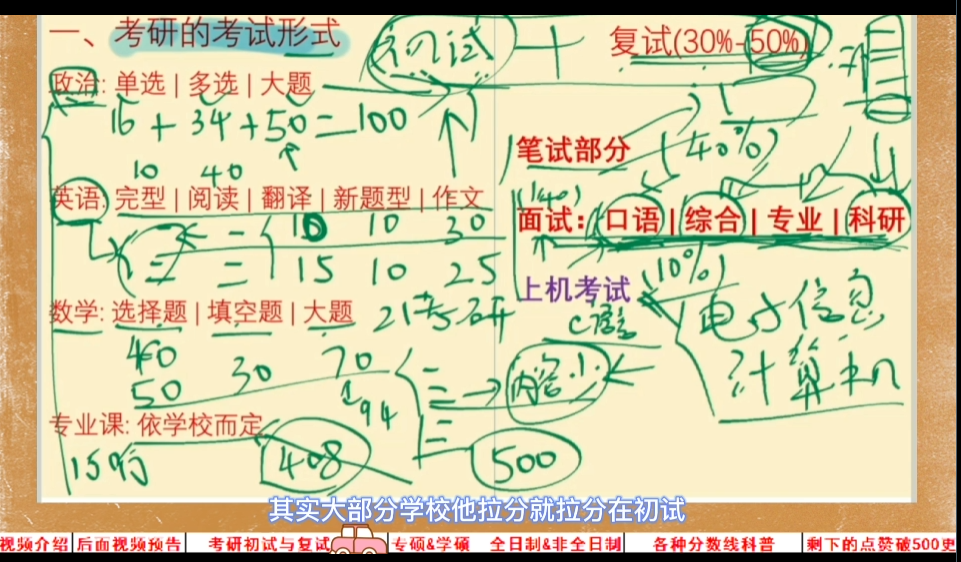 一、考研的考试形式 初试 + 复试(30%-50%)
政治: 单选 | 多选 | 大题
16 + 34 + 50 = 100
笔试部分 (40%)
10 40
英语: 完型 | 阅读 | 翻译 | 新题型 | 作文
(40)
面试: 口语 | 综合 | 专业 | 科研
一 10 10 30
二 15 10 25
上机考试 (10%)
C语言
电子信息
计算机
数学: 选择题 | 填空题 | 大题 21考研
40
50 30 70
94
一
二 → 内容少
三
专业课: 依学校而定
150分 408 500
其实大部分学校他拉分就拉分在初试
视频介绍 后面视频预告 考研初试与复试 专硕&学硕 全日制&非全日制 各种分数线科普 剩下的点赞破500更